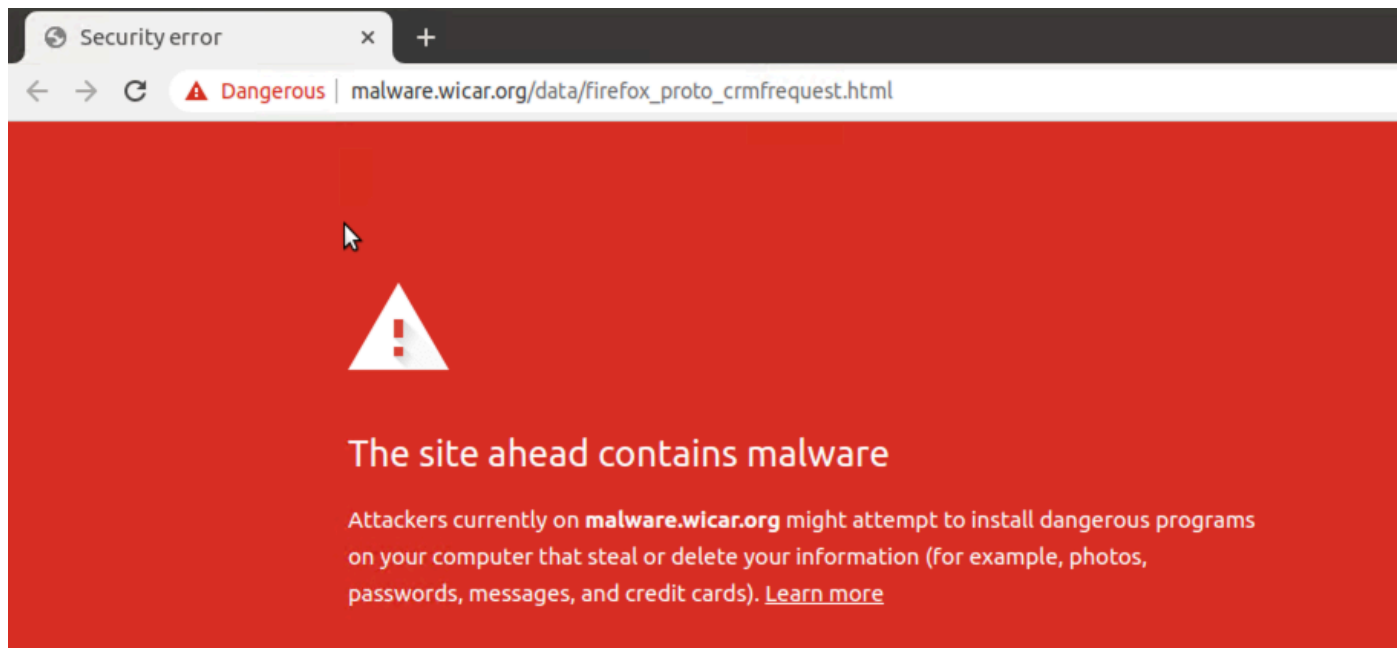 Security error
Dangerous | malware.wicar.org/data/firefox_proto_crmfrequest.html
The site ahead contains malware
Attackers currently on malware.wicar.org might attempt to install dangerous programs
on your computer that steal or delete your information (for example, photos,
passwords, messages, and credit cards). Learn more